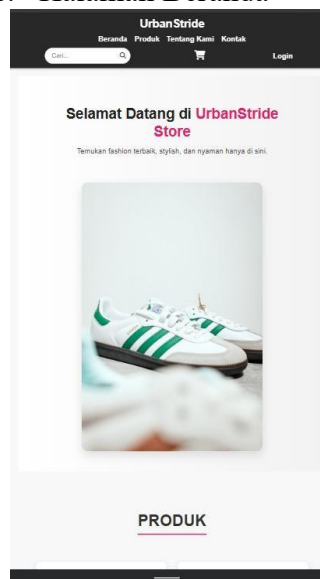 UrbanStride
Beranda Produk Tentang Kami Kontak
Cari...
Login
Selamat Datang di UrbanStride
Store
Temukan fashion terbaik, stylish, dan nyaman hanya di sini.
PRODUK